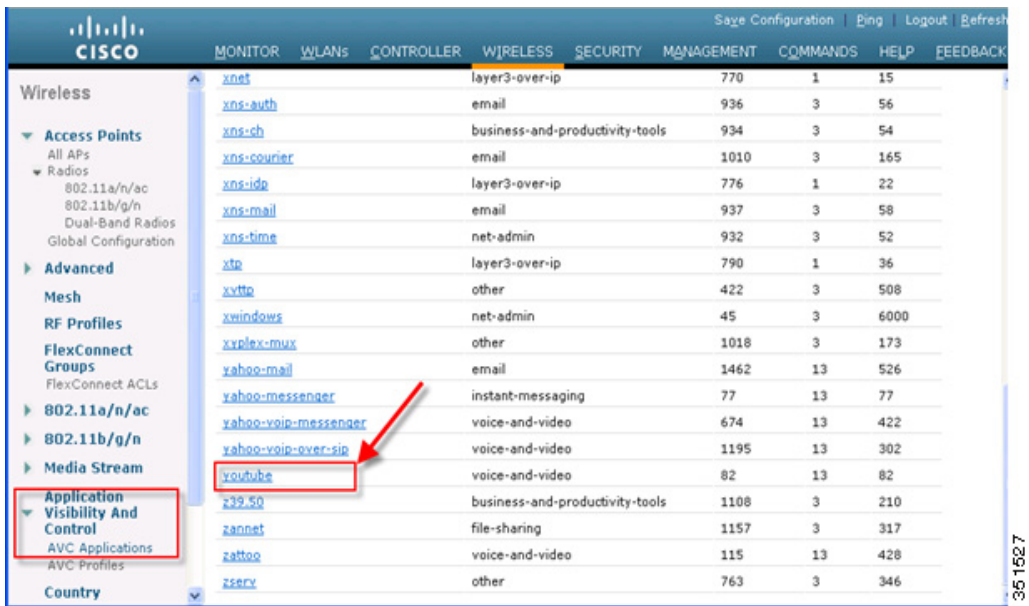 Save Configuration | Ping | Logout | Refresh
CISCO
MONITOR WLANs CONTROLLER WIRELESS SECURITY MANAGEMENT COMMANDS HELP FEEDBACK
Wireless
Access Points
All APs
Radios
802.11a/n/ac
802.11b/g/n
Dual-Band Radios
Global Configuration
Advanced
Mesh
RF Profiles
FlexConnect
Groups
FlexConnect ACLs
802.11a/n/ac
802.11b/g/n
Media Stream
Application
Visibility And
Control
AVC Applications
AVC Profiles
Country
xnet layer3-over-ip 770 1 15
xns-auth email 936 3 56
xns-ch business-and-productivity-tools 934 3 54
xns-courier email 1010 3 165
xns-idp layer3-over-ip 776 1 22
xns-mail email 937 3 58
xns-time net-admin 932 3 52
xtp layer3-over-ip 790 1 36
xvttp other 422 3 508
xwindows net-admin 45 3 6000
xyplex-mux other 1018 3 173
yahoo-mail email 1462 13 526
yahoo-messenger instant-messaging 77 13 77
yahoo-voip-messenger voice-and-video 674 13 422
yahoo-voip-over-sip voice-and-video 1195 13 302
youtube voice-and-video 82 13 82
z39.50 business-and-productivity-tools 1108 3 210
zannet file-sharing 1157 3 317
zattoo voice-and-video 115 13 428
zserv other 763 3 346
351527